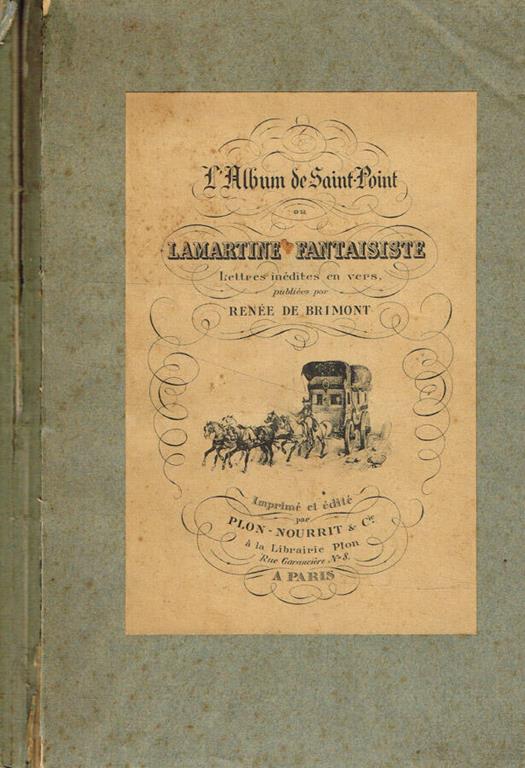 L'Album de Saint-Point
ou
LAMARTINE FANTAISISTE
Lettres inédites en vers,
publiées par
RENÉE DE BRIMONT
Imprimé et édité
par
PLON-NOURRIT & Cie
à la Librairie Plon
Rue Garancière No 8.
A PARIS